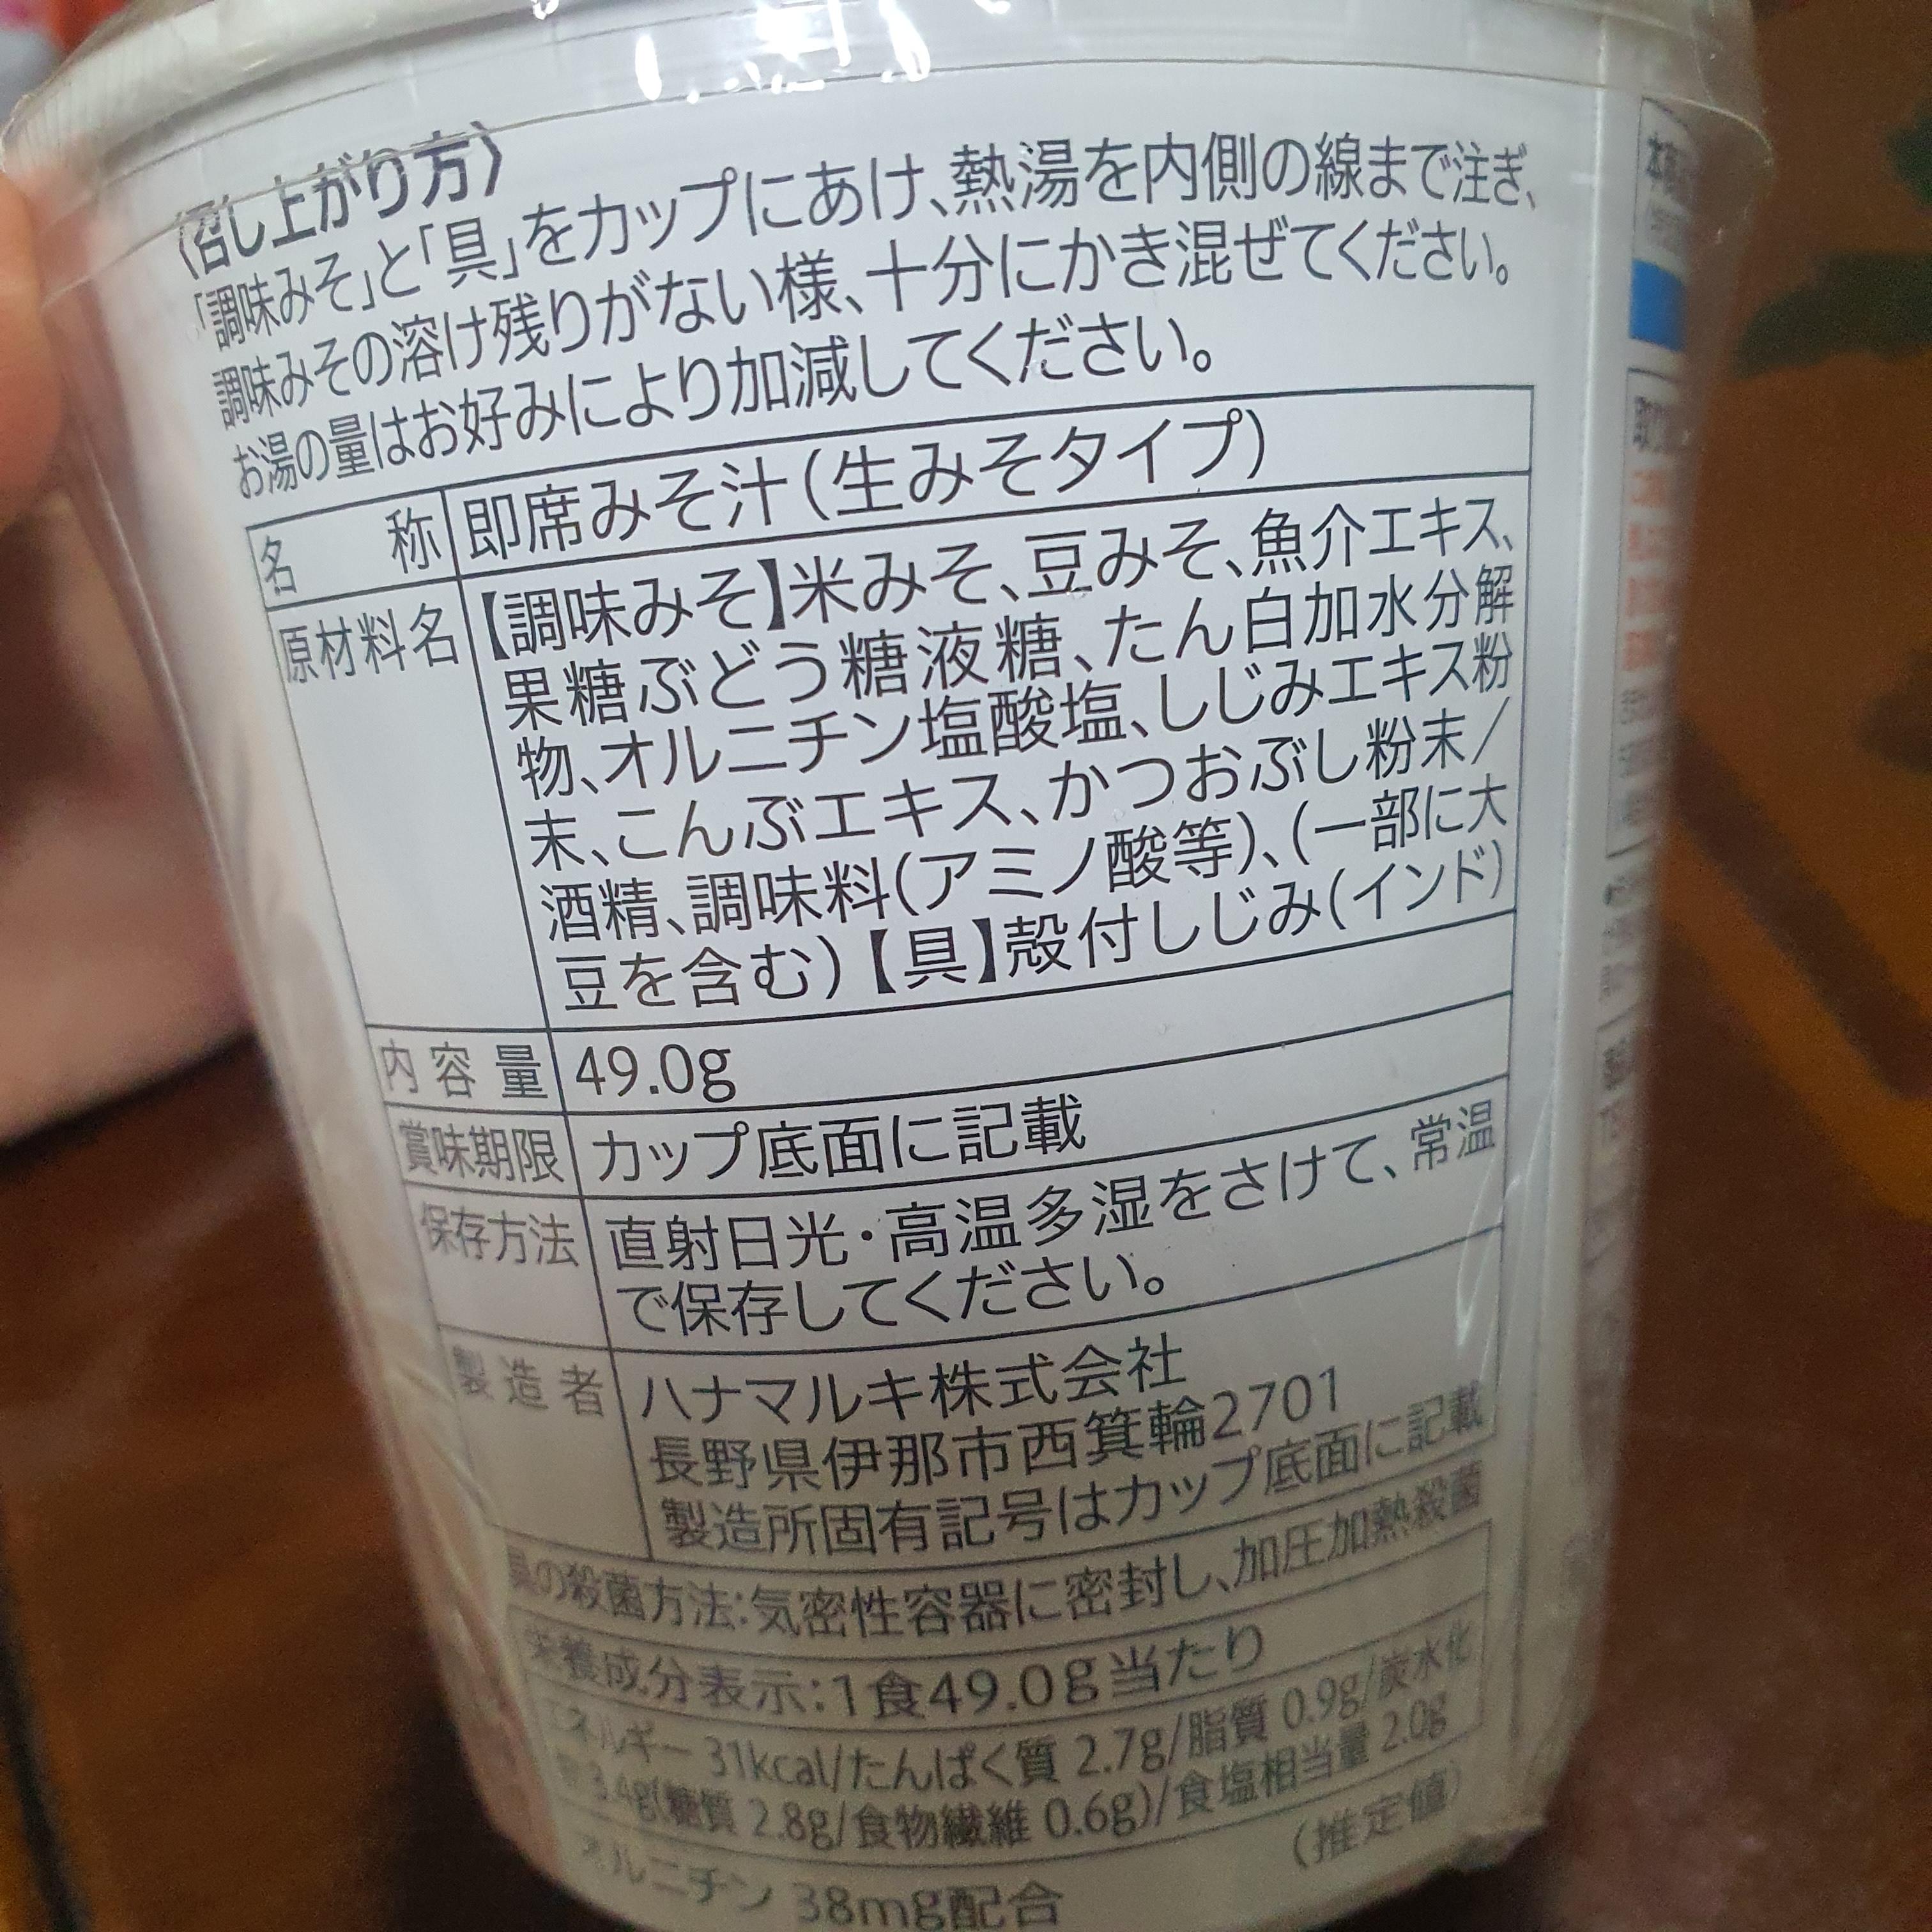 〈召し上がり方〉
「調味みそ」と「具」をカップにあけ、熱湯を内側の線まで注ぎ、
調味みその溶け残りがない様、十分にかき混ぜてください。
お湯の量はお好みにより加減してください。
名称 即席みそ汁(生みそタイプ)
原材料名 【調味みそ】米みそ、豆みそ、魚介エキス、
果糖ぶどう糖液糖、たん白加水分解
物、オルニチン塩酸塩、しじみエキス粉
末、こんぶエキス、かつおぶし粉末/
酒精、調味料(アミノ酸等)、(一部に大
豆を含む)【具】殻付しじみ(インド)
内容量 49.0g
賞味期限 カップ底面に記載
保存方法 直射日光・高温多湿をさけて、常温
で保存してください。
製造者 ハナマルキ株式会社
長野県伊那市西箕輪2701
製造所固有記号はカップ底面に記載
具の殺菌方法:気密性容器に密封し、加圧加熱殺菌
栄養成分表示:1食49.0g当たり
エネルギー 31kcal/たんぱく質 2.7g/脂質 0.9g/炭水化
物 3.4g(糖質 2.8g/食物繊維 0.6g)/食塩相当量 2.0g
(推定値)
オルニチン 38mg配合